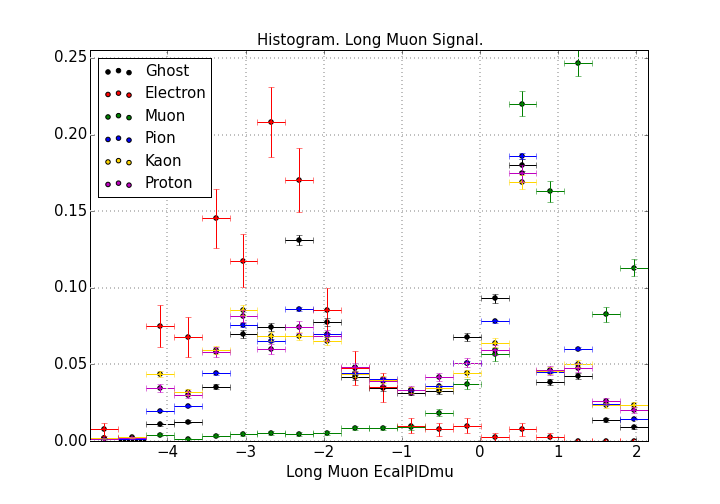 Histogram. Long Muon Signal.
0.25
0.20
0.15
0.10
0.05
0.00
Ghost
Electron
Muon
Pion
Kaon
Proton
−4 −3 −2 −1 0 1 2
Long Muon EcalPIDmu